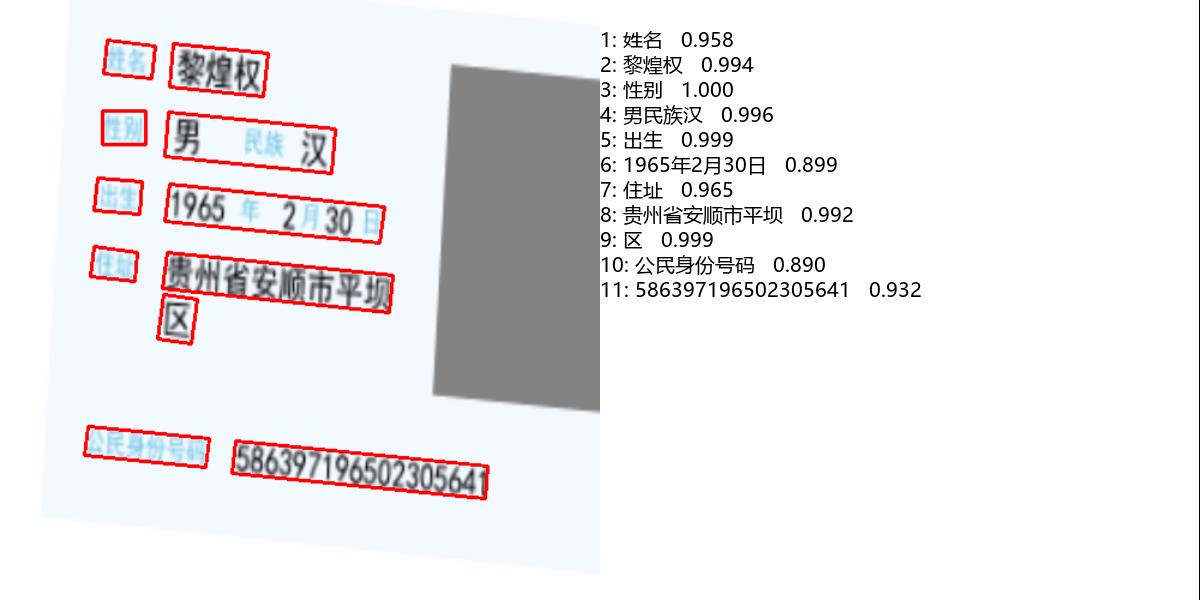 姓名 黎煌权
性别 男 民族 汉
出生 1965 年 2 月 30 日
住址 贵州省安顺市平坝
区
公民身份号码 586397196502305641
1: 姓名 0.958
2: 黎煌权 0.994
3: 性别 1.000
4: 男民族汉 0.996
5: 出生 0.999
6: 1965年2月30日 0.899
7: 住址 0.965
8: 贵州省安顺市平坝 0.992
9: 区 0.999
10: 公民身份号码 0.890
11: 586397196502305641 0.932